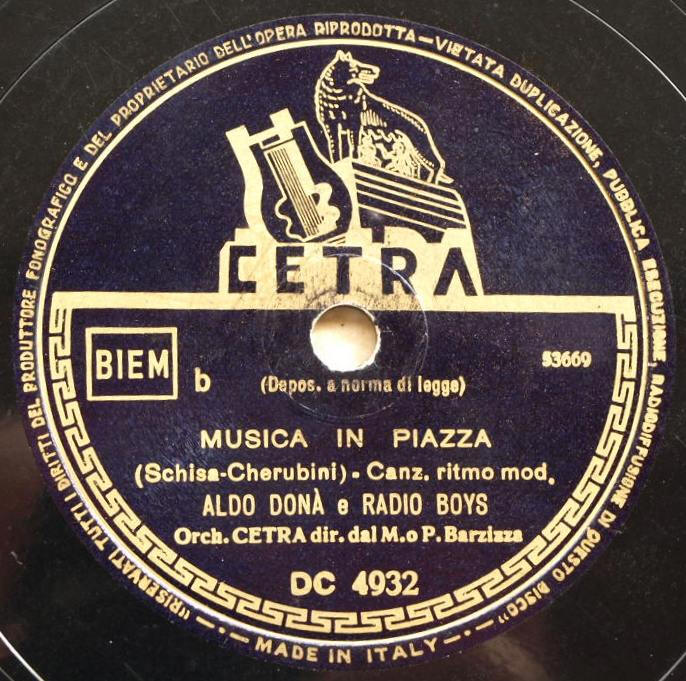 "RISERVATI TUTTI I DIRITTI DEL PRODUTTORE FONOGRAFICO E DEL PROPRIETARIO DELL'OPERA RIPRODOTTA—VIETATA DUPLICAZIONE, PUBBLICA ESECUZIONE, RADIODIFFUSIONE DI QUESTO DISCO"
CETRA
BIEM
b
(Depos. a norma di legge)
53669
MUSICA IN PIAZZA
(Schisa-Cherubini) - Canz. ritmo mod.
ALDO DONÀ e RADIO BOYS
Orch. CETRA dir. dal M.o P. Barzizza
DC 4932
MADE IN ITALY